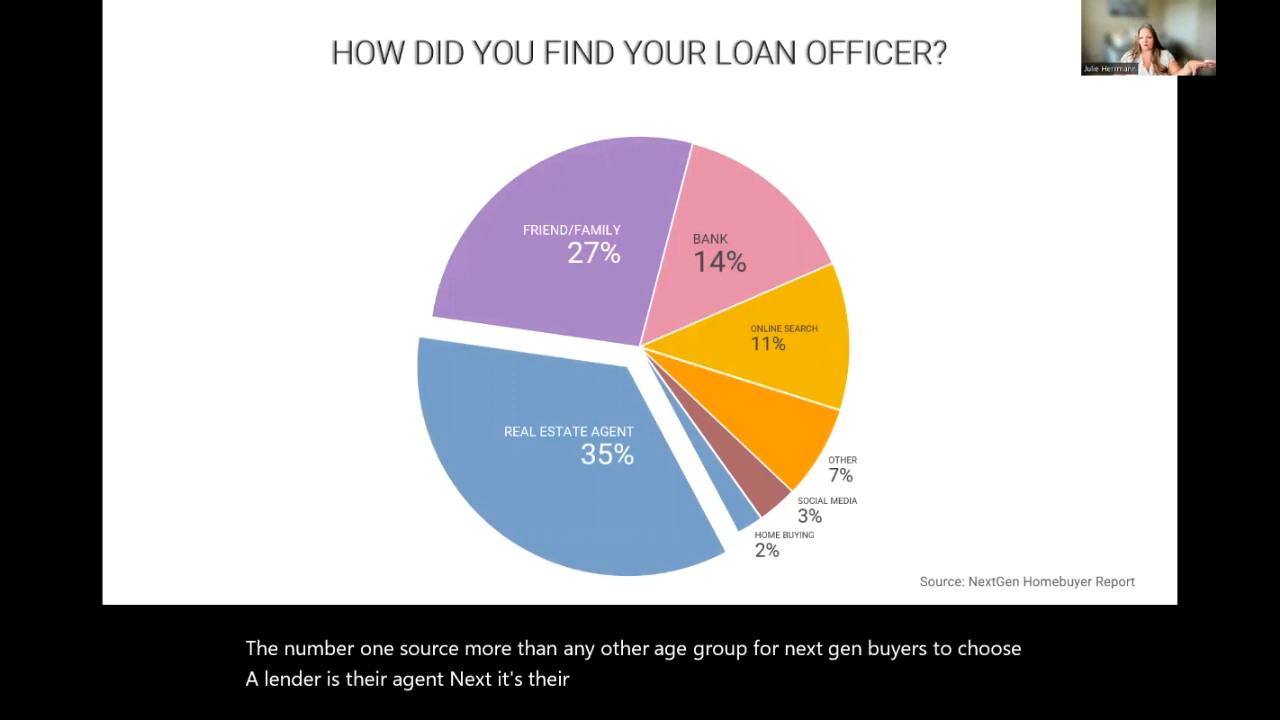 HOW DID YOU FIND YOUR LOAN OFFICER?
Julie Herrmann
FRIEND/FAMILY
27%
BANK
14%
ONLINE SEARCH
11%
REAL ESTATE AGENT
35%
OTHER
7%
SOCIAL MEDIA
3%
HOME BUYING
2%
Source: NextGen Homebuyer Report
The number one source more than any other age group for next gen buyers to choose
A lender is their agent Next it's their